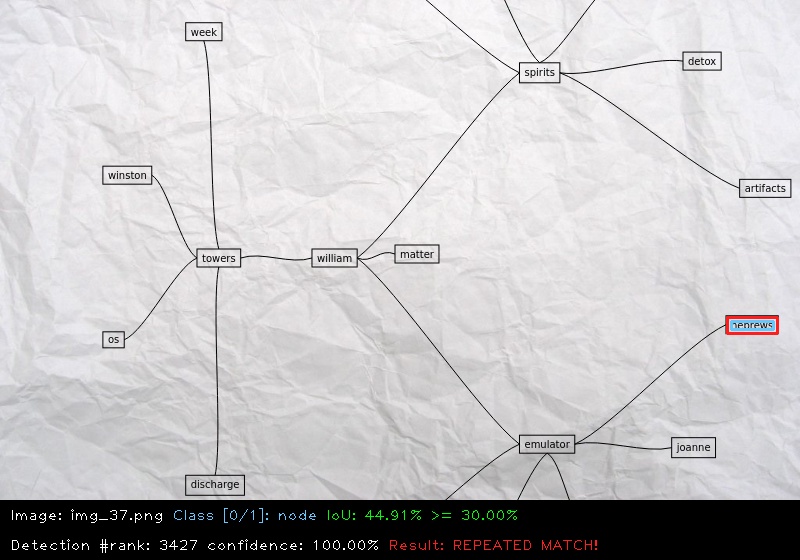 week
spirits
detox
winston
artifacts
matter
towers
william
os
emulator
joanne
discharge
Image: img_37.png Class [0/1]: node IoU: 44.91% >= 30.00%
Detection #rank: 3427 confidence: 100.00% Result: REPEATED MATCH!